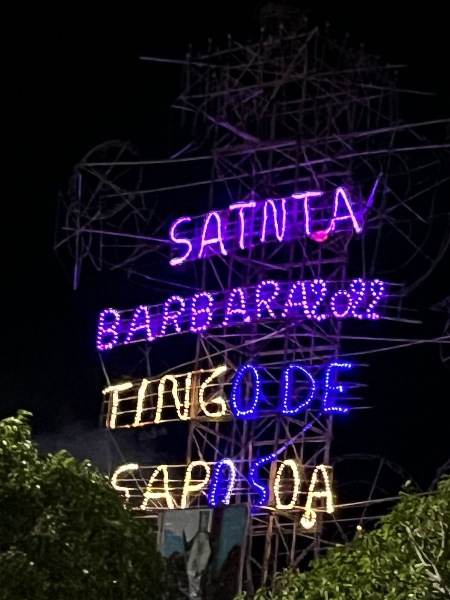 SATNTA
BARBARA2022
TINGO DE
SAPOSOA